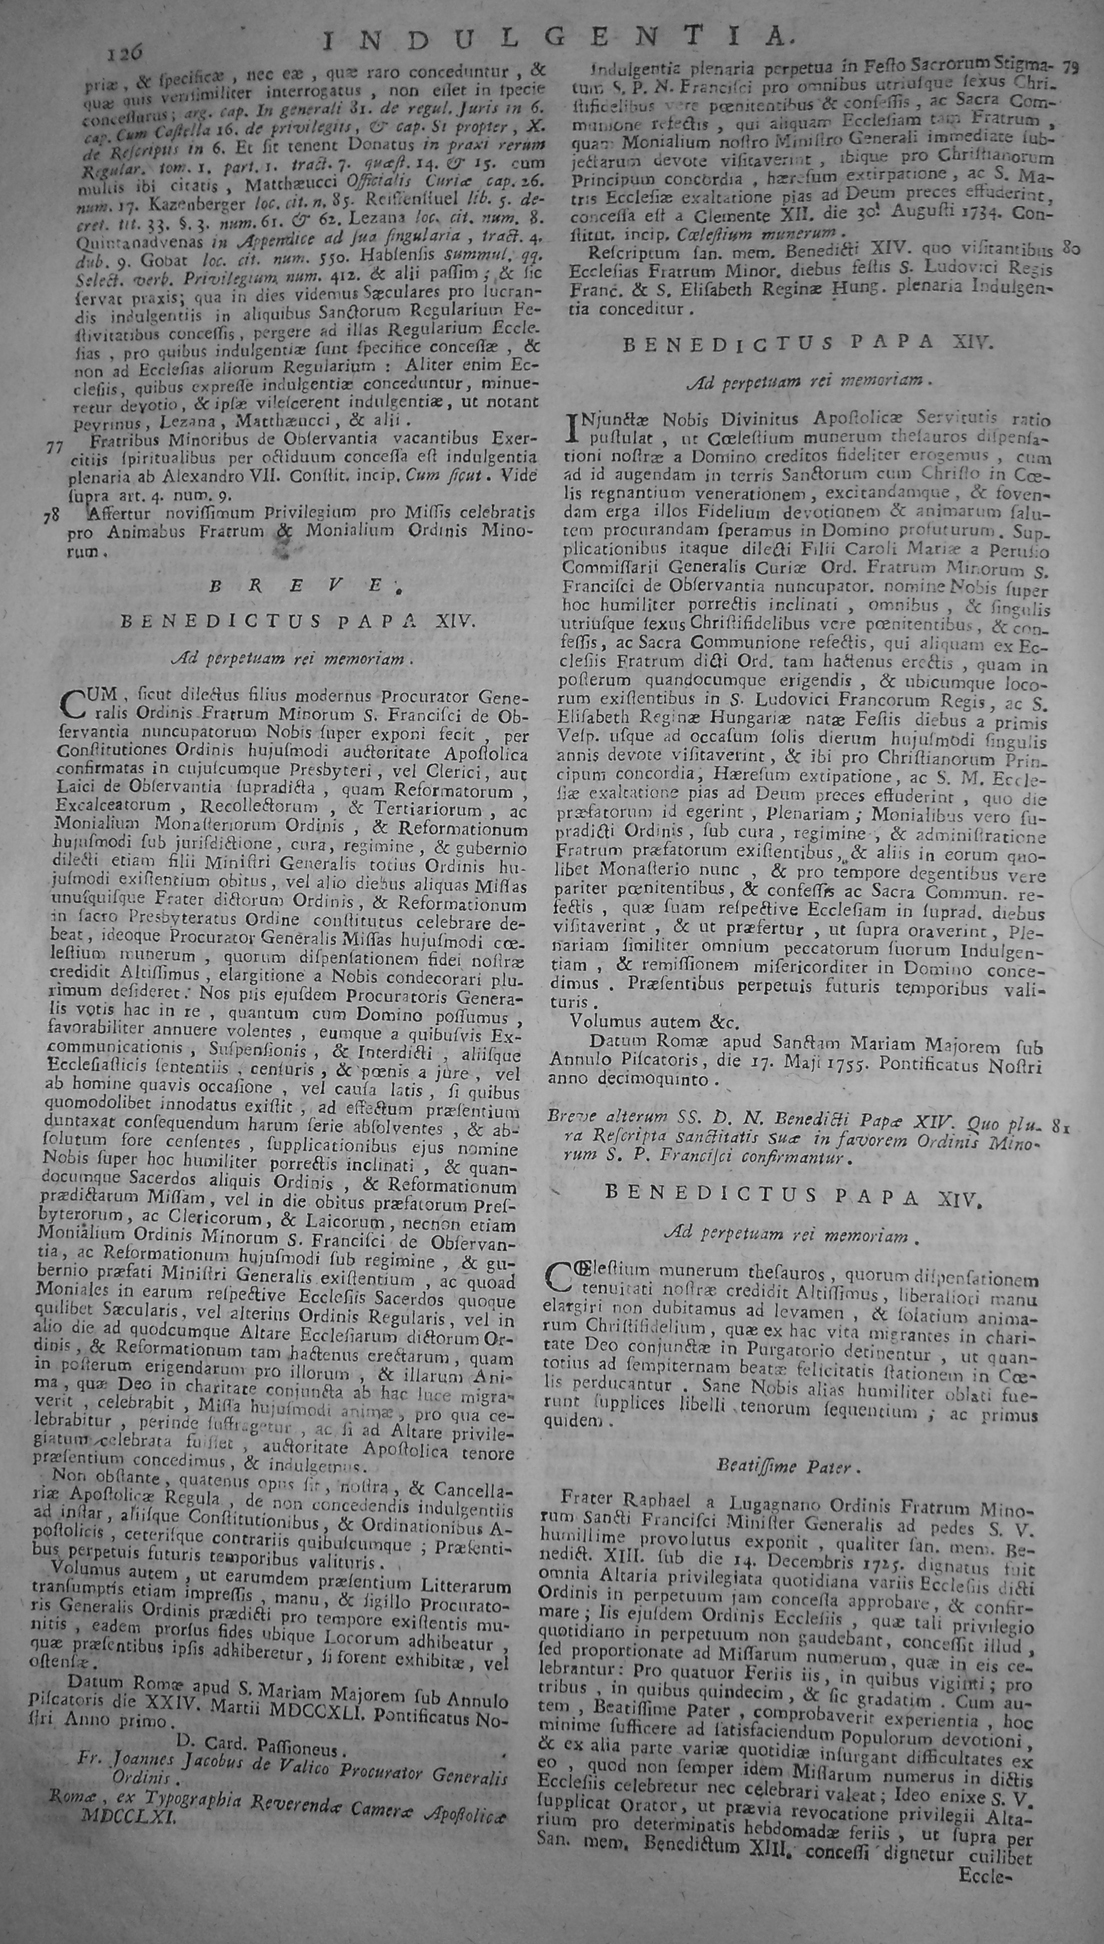 126
INDULGENTIA.
priæ, & ſpecificæ, nec eæ, quæ raro conceduntur, &
quæ quis veriſimiliter interrogatus, non eſſet in ſpecie
conceſſurus; arg. cap. In generali 81. de regul. Juris in 6.
cap. Cum Caſtella 16. de privilegiis, & cap. Si propter, X.
de Reſcriptis in 6. Et ſit tenent Donatus in praxi rerum
Regular. tom. 1. part. 1. tract. 7. quæſt. 14. & 15. cum
multis ibi citatis, Matthæucci Officialis Curiæ cap. 26.
num. 17. Kazenberger loc. cit. n. 85. Reiffenſtuel lib. 5. de-
cret. tit. 33. §. 3. num. 61. & 62. Lezana loc. cit. num. 8.
Quintanadvenas in Appendice ad ſua ſingularia, tract. 4.
dub. 9. Gobat loc. cit. num. 550. Hablenſis Summul. qq.
Select. verb. Privilegium num. 412. & alii paſſim; & ſic
ſervat praxis; qua in dies videmus Sæculares pro lucran-
dis indulgentiis in aliquibus Sanctorum Regularium Fe-
ſtivitatibus conceſſis, pergere ad illas Regularium Eccle-
ſias, pro quibus indulgentiæ ſunt ſpecifice conceſſæ, &
non ad Eccleſias aliorum Regularium: Aliter enim Ec-
cleſiis, quibus expreſſe indulgentiæ conceduntur, minue-
retur devotio, & ipſæ vileſcerent indulgentiæ, ut notant
Peyrinus, Lezana, Matthæucci, & alii.
77 Fratribus Minoribus de Obſervantia vacantibus Exer-
citiis ſpiritualibus per octiduum conceſſa eſt indulgentia
plenaria ab Alexandro VII. Conſtit. incip. Cum ſicut. Vide
ſupra art. 4. num. 9.
78 Affertur noviſſimum Privilegium pro Miſſis celebratis
pro Animabus Fratrum & Monialium Ordinis Mino-
rum.
BREVE.
BENEDICTUS PAPA XIV.
Ad perpetuam rei memoriam.
CUM, ſicut dilectus filius modernus Procurator Gene-
ralis Ordinis Fratrum Minorum S. Franciſci de Ob-
ſervantia nuncupatorum Nobis ſuper exponi fecit, per
Conſtitutiones Ordinis hujuſmodi auctoritate Apoſtolica
confirmatas in cujuſcumque Presbyteri, vel Clerici, aut
Laici de Obſervantia ſupradicta, quam Reformatorum,
Excalceatorum, Recollectorum, & Tertiariorum, ac
Monialium Monaſteriorum Ordinis, & Reformationum
hujuſmodi ſub juriſdictione, cura, regimine, & gubernio
dilecti etiam filii Miniſtri Generalis totius Ordinis hu-
juſmodi exiſtentium obitus, vel alio diebus aliquas Miſſas
unuſquiſque Frater dictorum Ordinis, & Reformationum
in ſacro Presbyteratus Ordine conſtitutus celebrare de-
beat, ideoque Procurator Generalis Miſſas hujuſmodi cœ-
leſtium munerum, quorum diſpenſationem fidei noſtræ
credidit Altiſſimus, elargitione a Nobis condecorari plu-
rimum deſideret. Nos piis ejuſdem Procuratoris Genera-
lis votis hac in re, quantum cum Domino poſſumus,
favorabiliter annuere volentes, eumque a quibuſvis Ex-
communicationis, Suſpenſionis, & Interdicti, aliiſque
Eccleſiaſticis ſententiis, cenſuris, & pœnis a jure, vel
ab homine quavis occaſione, vel cauſa latis, ſi quibus
quomodolibet innodatus exiſtit, ad effectum præſentium
duntaxat conſequendum harum ſerie abſolventes, & ab-
ſolutum fore cenſentes, ſupplicationibus ejus nomine
Nobis ſuper hoc humiliter porrectis inclinati, & quan-
documque Sacerdos aliquis Ordinis, & Reformationum
prædictarum Miſſam, vel in die obitus præfatorum Preſ-
byterorum, ac Clericorum, & Laicorum, necnon etiam
Monialium Ordinis Minorum S. Franciſci de Obſervan-
tia, ac Reformationum hujuſmodi ſub regimine, & gu-
bernio præfati Miniſtri Generalis exiſtentium, ac quoad
Moniales in earum reſpective Eccleſiis Sacerdos quoque
quilibet Sæcularis, vel alterius Ordinis Regularis, vel in
alio die ad quodcumque Altare Eccleſiarum dictorum Or-
dinis, & Reformationum tam hactenus erectarum, quam
in poſterum erigendarum pro illorum, & illarum Ani-
ma, quæ Deo in charitate conjuncta ab hac luce migra-
verit, celebrabit, Miſſa hujuſmodi animæ, pro qua ce-
lebrabitur, perinde ſuffragetur, ac ſi ad Altare privile-
giatum celebrata fuiſſet, auctoritate Apoſtolica tenore
præſentium concedimus, & indulgemus.
Non obſtante, quatenus opus ſit, noſtra, & Cancella-
riæ Apoſtolicæ Regula, de non concedendis indulgentiis
ad inſtar, aliiſque Conſtitutionibus, & Ordinationibus A-
poſtolicis, ceteriſque contrariis quibuſcumque; Præſenti-
bus perpetuis futuris temporibus valituris.
Volumus autem, ut earumdem præſentium Litterarum
tranſumptis etiam impreſſis, manu, & ſigillo Procurato-
ris Generalis Ordinis prædicti pro tempore exiſtentis mu-
nitis, eadem prorſus fides ubique Locorum adhibeatur,
quæ præſentibus ipſis adhiberetur, ſi forent exhibitæ, vel
oſtenſæ.
Datum Romæ apud S. Mariam Majorem ſub Annulo
Piſcatoris die XXIV. Martii MDCCXLI. Pontificatus No-
ſtri Anno primo.
D. Card. Paſſioneus.
Fr. Joannes Jacobus de Valico Procurator Generalis
Ordinis.
Romæ, ex Typographia Reverendæ Cameræ Apoſtolicæ
MDCCLXI.
Indulgentia plenaria perpetua in Feſto Sacrorum Stigma- 79
tum S. P. N. Franciſci pro omnibus utriuſque ſexus Chri-
ſtifidelibus vere pœnitentibus & confeſſis, ac Sacra Com-
munione refectis, qui aliquam Eccleſiam tam Fratrum,
quam Monialium noſtro Miniſtro Generali immediate ſub-
jectarum devote viſitaverint, ibique pro Chriſtianorum
Principum concordia, hæreſum extirpatione, ac S. Ma-
tris Eccleſiæ exaltatione pias ad Deum preces effuderint,
conceſſa eſt a Clemente XII. die 30. Auguſti 1734. Con-
ſtitut. incip. Cœleſtium munerum.
Reſcriptum ſan. mem. Benedicti XIV. quo viſitantibus 80
Eccleſias Fratrum Minor. diebus feſtis S. Ludovici Regis
Franc. & S. Eliſabeth Reginæ Hung. plenaria Indulgen-
tia conceditur.
BENEDICTUS PAPA XIV.
Ad perpetuam rei memoriam.
INjunctæ Nobis Divinitus Apoſtolicæ Servitutis ratio
puſtulat, ut Cœleſtium munerum theſauros diſpenſa-
tioni noſtræ a Domino creditos fideliter erogemus, cum
ad id augendam in terris Sanctorum cum Chriſto in Cœ-
lis regnantium venerationem, excitandamque, & foven-
dam erga illos Fidelium devotionem & animarum ſalu-
tem procurandam ſperamus in Domino profuturum. Sup-
plicationibus itaque dilecti Filii Caroli Mariæ a Peruſio
Commiſſarii Generalis Curiæ Ord. Fratrum Minorum S.
Franciſci de Obſervantia nuncupator. nomine Nobis ſuper
hoc humiliter porrectis inclinati, omnibus, & ſingulis
utriuſque ſexus Chriſtifidelibus vere pœnitentibus, & con-
feſſis, ac Sacra Communione refectis, qui aliquam ex Ec-
cleſiis Fratrum dicti Ord. tam hactenus erectis, quam in
poſterum quandocumque erigendis, & ubicumque loco-
rum exiſtentibus in S. Ludovici Francorum Regis, ac S.
Eliſabeth Reginæ Hungariæ natæ Feſtis diebus a primis
Veſp. uſque ad occaſum ſolis dierum hujuſmodi ſingulis
annis devote viſitaverint, & ibi pro Chriſtianorum Prin-
cipum concordia, Hæreſum extipatione, ac S. M. Eccle-
ſiæ exaltatione pias ad Deum preces effuderint, quo die
præfatorum id egerint, Plenariam; Monialibus vero ſu-
pradicti Ordinis, ſub cura, regimine, & adminiſtratione
Fratrum præfatorum exiſtentibus, & aliis in eorum quo-
libet Monaſterio nunc, & pro tempore degentibus vere
pariter pœnitentibus, & confeſſis ac Sacra Commun. re-
fectis, quæ ſuam reſpective Eccleſiam in ſuprad. diebus
viſitaverint, & ut præfertur, ut ſupra oraverint, Ple-
nariam ſimiliter omnium peccatorum ſuorum Indulgen-
tiam, & remiſſionem miſericorditer in Domino conce-
dimus. Præſentibus perpetuis futuris temporibus vali-
turis.
Volumus autem &c.
Datum Romæ apud Sanctam Mariam Majorem ſub
Annulo Piſcatoris, die 17. Maji 1755. Pontificatus Noſtri
anno decimoquinto.
Breve alterum SS. D. N. Benedicti Papæ XIV. Quo plu- 81
ra Reſcripta ſanctitatis ſuæ in favorem Ordinis Mino-
rum S. P. Franciſci confirmantur.
BENEDICTUS PAPA XIV.
Ad perpetuam rei memoriam.
CŒleſtium munerum theſauros, quorum diſpenſationem
tenuitati noſtræ credidit Altiſſimus, liberaliori manu
elargiri non dubitamus ad levamen, & ſolatium anima-
rum Chriſtifidelium, quæ ex hac vita migrantes in chari-
tate Deo conjunctæ in Purgatorio detinentur, ut quan-
totius ad ſempiternam beatæ felicitatis ſtationem in Cœ-
lis perducantur. Sane Nobis alias humiliter oblati fue-
runt ſupplices libelli tenorum ſequentium; ac primus
quidem.
Beatiſſime Pater.
Frater Raphael a Lugagnano Ordinis Fratrum Mino-
rum Sancti Franciſci Miniſter Generalis ad pedes S. V.
humillime provolutus exponit, qualiter ſan. mem. Be-
nedict. XIII. ſub die 14. Decembris 1725. dignatus fuit
omnia Altaria privilegiata quotidiana variis Eccleſiis dicti
Ordinis in perpetuum jam conceſſa approbare, & confir-
mare; Iis ejuſdem Ordinis Eccleſiis, quæ tali privilegio
quotidiano in perpetuum non gaudebant, conceſſit illud,
ſed proportionate ad Miſſarum numerum, quæ in eis ce-
lebrantur: Pro quatuor Feriis iis, in quibus viginti; pro
tribus, in quibus quindecim, & ſic gradatim. Cum au-
tem, Beatiſſime Pater, comprobaverit experientia, hoc
minime ſufficere ad ſatisfaciendum Populorum devotioni,
& ex alia parte variæ quotidiæ inſurgant difficultates ex
eo, quod non ſemper idem Miſſarum numerus in dictis
Eccleſiis celebretur nec celebrari valeat; Ideo enixe S. V.
ſupplicat Orator, ut prævia revocatione privilegii Alta-
rium pro determinatis hebdomadæ feriis, ut ſupra per
San. mem. Benedictum XIII. conceſſi dignetur cuilibet
Eccle-